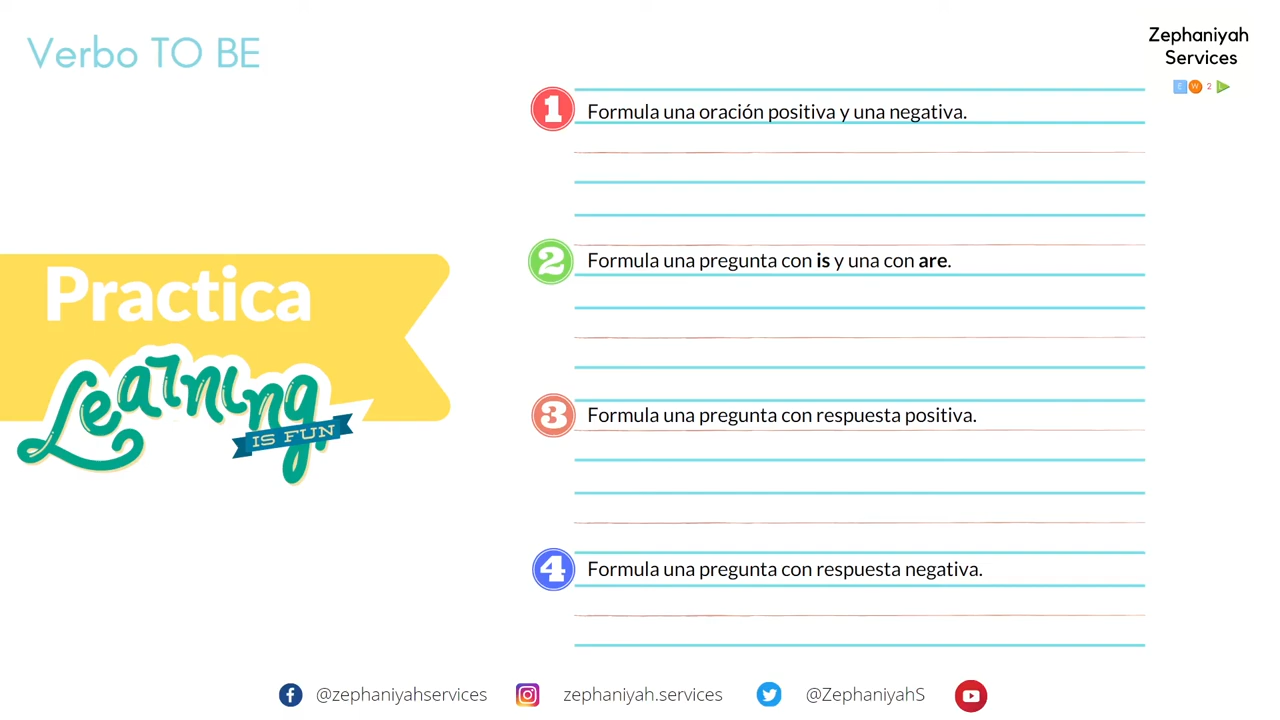 Verbo TO BE
Zephaniyah
Services
E W 2 L
1 Formula una oración positiva y una negativa.
2 Formula una pregunta con is y una con are.
Practica
Learning
IS FUN
3 Formula una pregunta con respuesta positiva.
4 Formula una pregunta con respuesta negativa.
@zephaniyahservices zephaniyah.services @ZephaniyahS